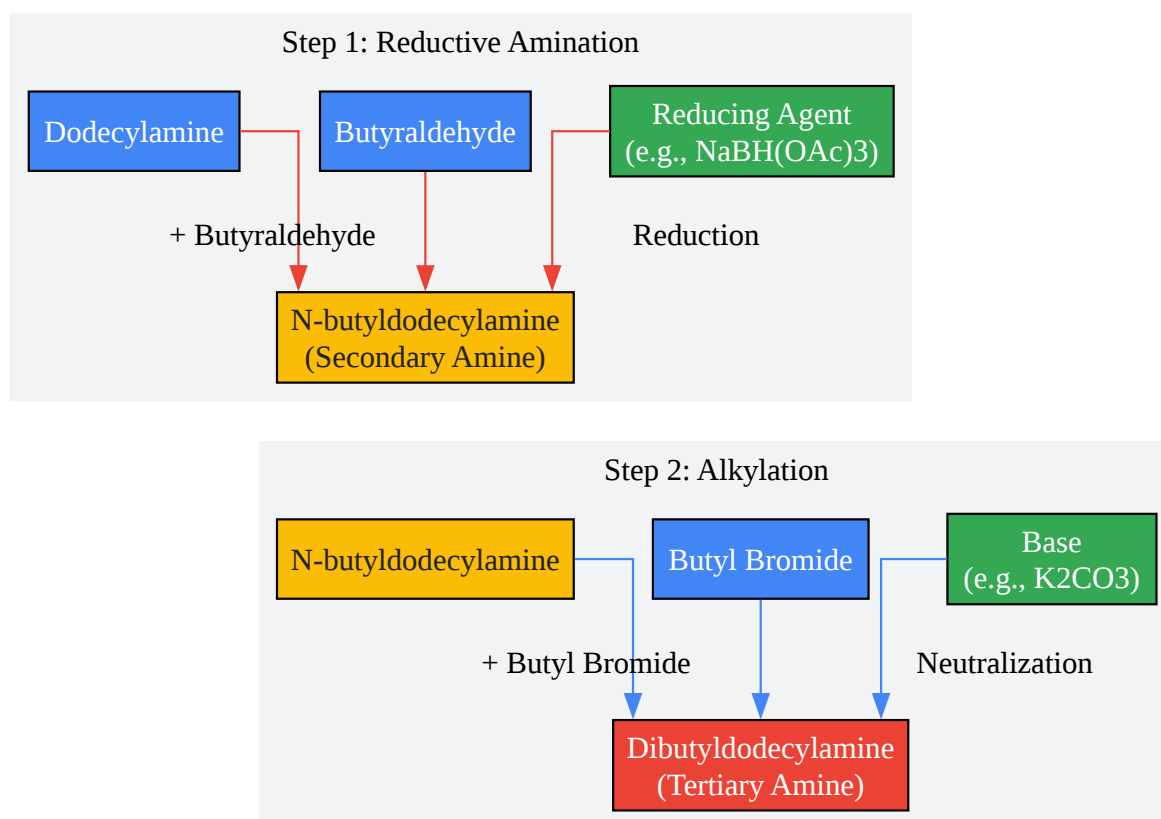 Step 1: Reductive Amination
Dodecylamine
Butyraldehyde
Reducing Agent
(e.g., NaBH(OAc)3)
+ Butyraldehyde
Reduction
N-butyldodecylamine
(Secondary Amine)
Step 2: Alkylation
N-butyldodecylamine
Butyl Bromide
Base
(e.g., K2CO3)
+ Butyl Bromide
Neutralization
Dibutyldodecylamine
(Tertiary Amine)